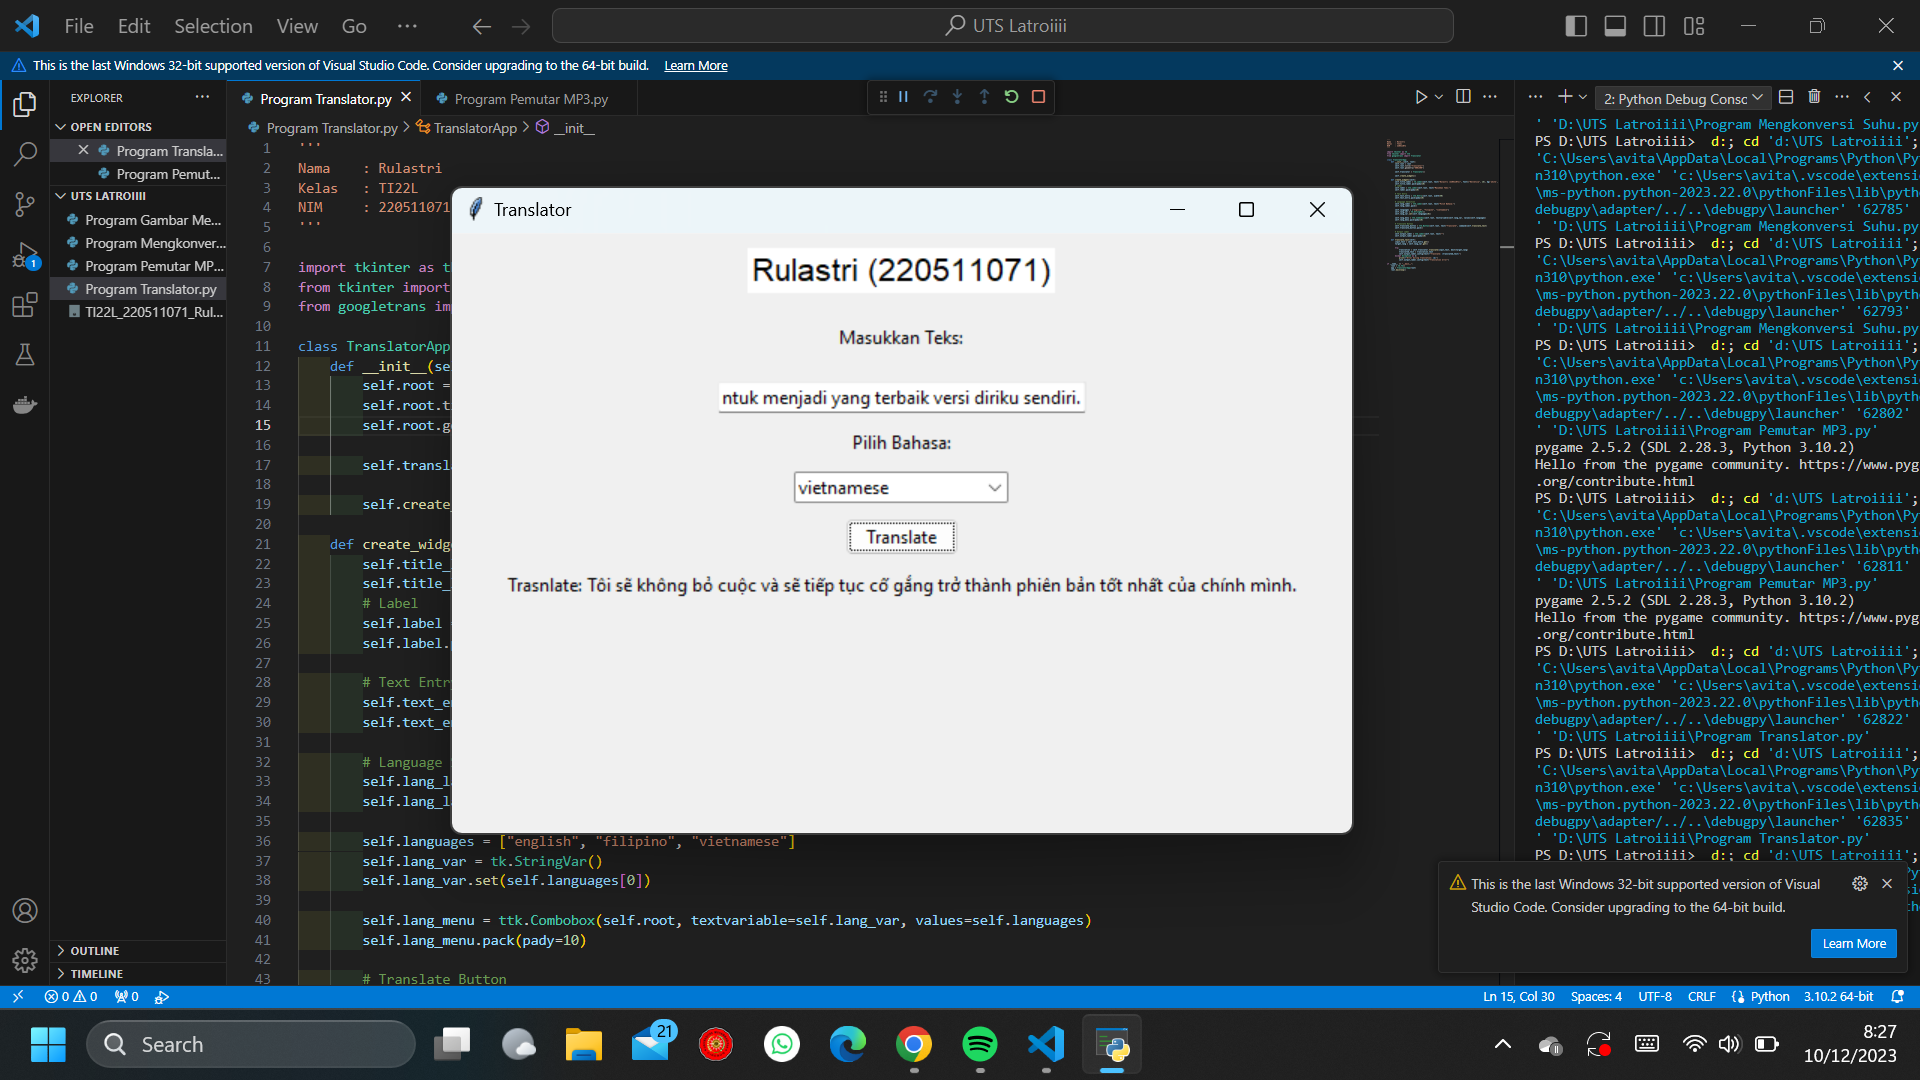 File Edit Selection View Go ...
UTS Latroiiii
This is the last Windows 32-bit supported version of Visual Studio Code. Consider upgrading to the 64-bit build. Learn More
EXPLORER
OPEN EDITORS
Program Transla...
Program Pemut...
UTS LATROIIII
Program Gambar Me...
Program Mengkonver...
Program Pemutar MP...
Program Translator.py
TI22L_220511071_Rul...
OUTLINE
TIMELINE
1
Program Translator.py
Program Pemutar MP3.py
Program Translator.py > TranslatorApp > __init__
1 '''
2 Nama : Rulastri
3 Kelas : TI22L
4 NIM : 220511071
5 '''
6
7 import tkinter as t
8 from tkinter import
9 from googletrans im
10
11 class TranslatorApp
12 def __init__(se
13 self.root =
14 self.root.t
15 self.root.g
16
17 self.transl
18
19 self.create
20
21 def create_widg
22 self.title_
23 self.title_
24 # Label
25 self.label
26 self.label.
27
28 # Text Entr
29 self.text_e
30 self.text_e
31
32 # Language
33 self.lang_l
34 self.lang_l
35
36 self.languages = ["english", "filipino", "vietnamese"]
37 self.lang_var = tk.StringVar()
38 self.lang_var.set(self.languages[0])
39
40 self.lang_menu = ttk.Combobox(self.root, textvariable=self.lang_var, values=self.languages)
41 self.lang_menu.pack(pady=10)
42
43 # Translate Button
Translator
Rulastri (220511071)
Masukkan Teks:
ntuk menjadi yang terbaik versi diriku sendiri.
Pilih Bahasa:
vietnamese
Translate
Trasnlate: Tôi sẽ không bỏ cuộc và sẽ tiếp tục cố gắng trở thành phiên bản tốt nhất của chính mình.
2: Python Debug Consc
' 'D:\UTS Latroiiii\Program Mengkonversi Suhu.py
PS D:\UTS Latroiiii> d:; cd 'd:\UTS Latroiiii';
'C:\Users\avita\AppData\Local\Programs\Python\Py
n310\python.exe' 'c:\Users\avita\.vscode\extensi
\ms-python.python-2023.22.0\pythonFiles\lib\pyth
debugpy\adapter/../..\debugpy\launcher' '62785'
' 'D:\UTS Latroiiii\Program Mengkonversi Suhu.py
PS D:\UTS Latroiiii> d:; cd 'd:\UTS Latroiiii';
'C:\Users\avita\AppData\Local\Programs\Python\Py
n310\python.exe' 'c:\Users\avita\.vscode\extensi
\ms-python.python-2023.22.0\pythonFiles\lib\pyth
debugpy\adapter/../..\debugpy\launcher' '62793'
' 'D:\UTS Latroiiii\Program Mengkonversi Suhu.py
PS D:\UTS Latroiiii> d:; cd 'd:\UTS Latroiiii';
'C:\Users\avita\AppData\Local\Programs\Python\Py
n310\python.exe' 'c:\Users\avita\.vscode\extensi
\ms-python.python-2023.22.0\pythonFiles\lib\pyth
debugpy\adapter/../..\debugpy\launcher' '62802'
' 'D:\UTS Latroiiii\Program Pemutar MP3.py'
pygame 2.5.2 (SDL 2.28.3, Python 3.10.2)
Hello from the pygame community. https://www.pyg
.org/contribute.html
PS D:\UTS Latroiiii> d:; cd 'd:\UTS Latroiiii';
'C:\Users\avita\AppData\Local\Programs\Python\Py
n310\python.exe' 'c:\Users\avita\.vscode\extensi
\ms-python.python-2023.22.0\pythonFiles\lib\pyth
debugpy\adapter/../..\debugpy\launcher' '62811'
' 'D:\UTS Latroiiii\Program Pemutar MP3.py'
pygame 2.5.2 (SDL 2.28.3, Python 3.10.2)
Hello from the pygame community. https://www.pyg
.org/contribute.html
PS D:\UTS Latroiiii> d:; cd 'd:\UTS Latroiiii';
'C:\Users\avita\AppData\Local\Programs\Python\Py
n310\python.exe' 'c:\Users\avita\.vscode\extensi
\ms-python.python-2023.22.0\pythonFiles\lib\pyth
debugpy\adapter/../..\debugpy\launcher' '62822'
' 'D:\UTS Latroiiii\Program Translator.py'
PS D:\UTS Latroiiii> d:; cd 'd:\UTS Latroiiii';
'C:\Users\avita\AppData\Local\Programs\Python\Py
n310\python.exe' 'c:\Users\avita\.vscode\extensi
\ms-python.python-2023.22.0\pythonFiles\lib\pyth
debugpy\adapter/../..\debugpy\launcher' '62835'
' 'D:\UTS Latroiiii\Program Translator.py'
PS D:\UTS Latroiiii> d:; cd 'd:\UTS Latroiiii';
This is the last Windows 32-bit supported version of Visual
Studio Code. Consider upgrading to the 64-bit build.
Learn More
0 0 0
Ln 15, Col 30 Spaces: 4 UTF-8 CRLF Python 3.10.2 64-bit
Search
21
8:27
10/12/2023